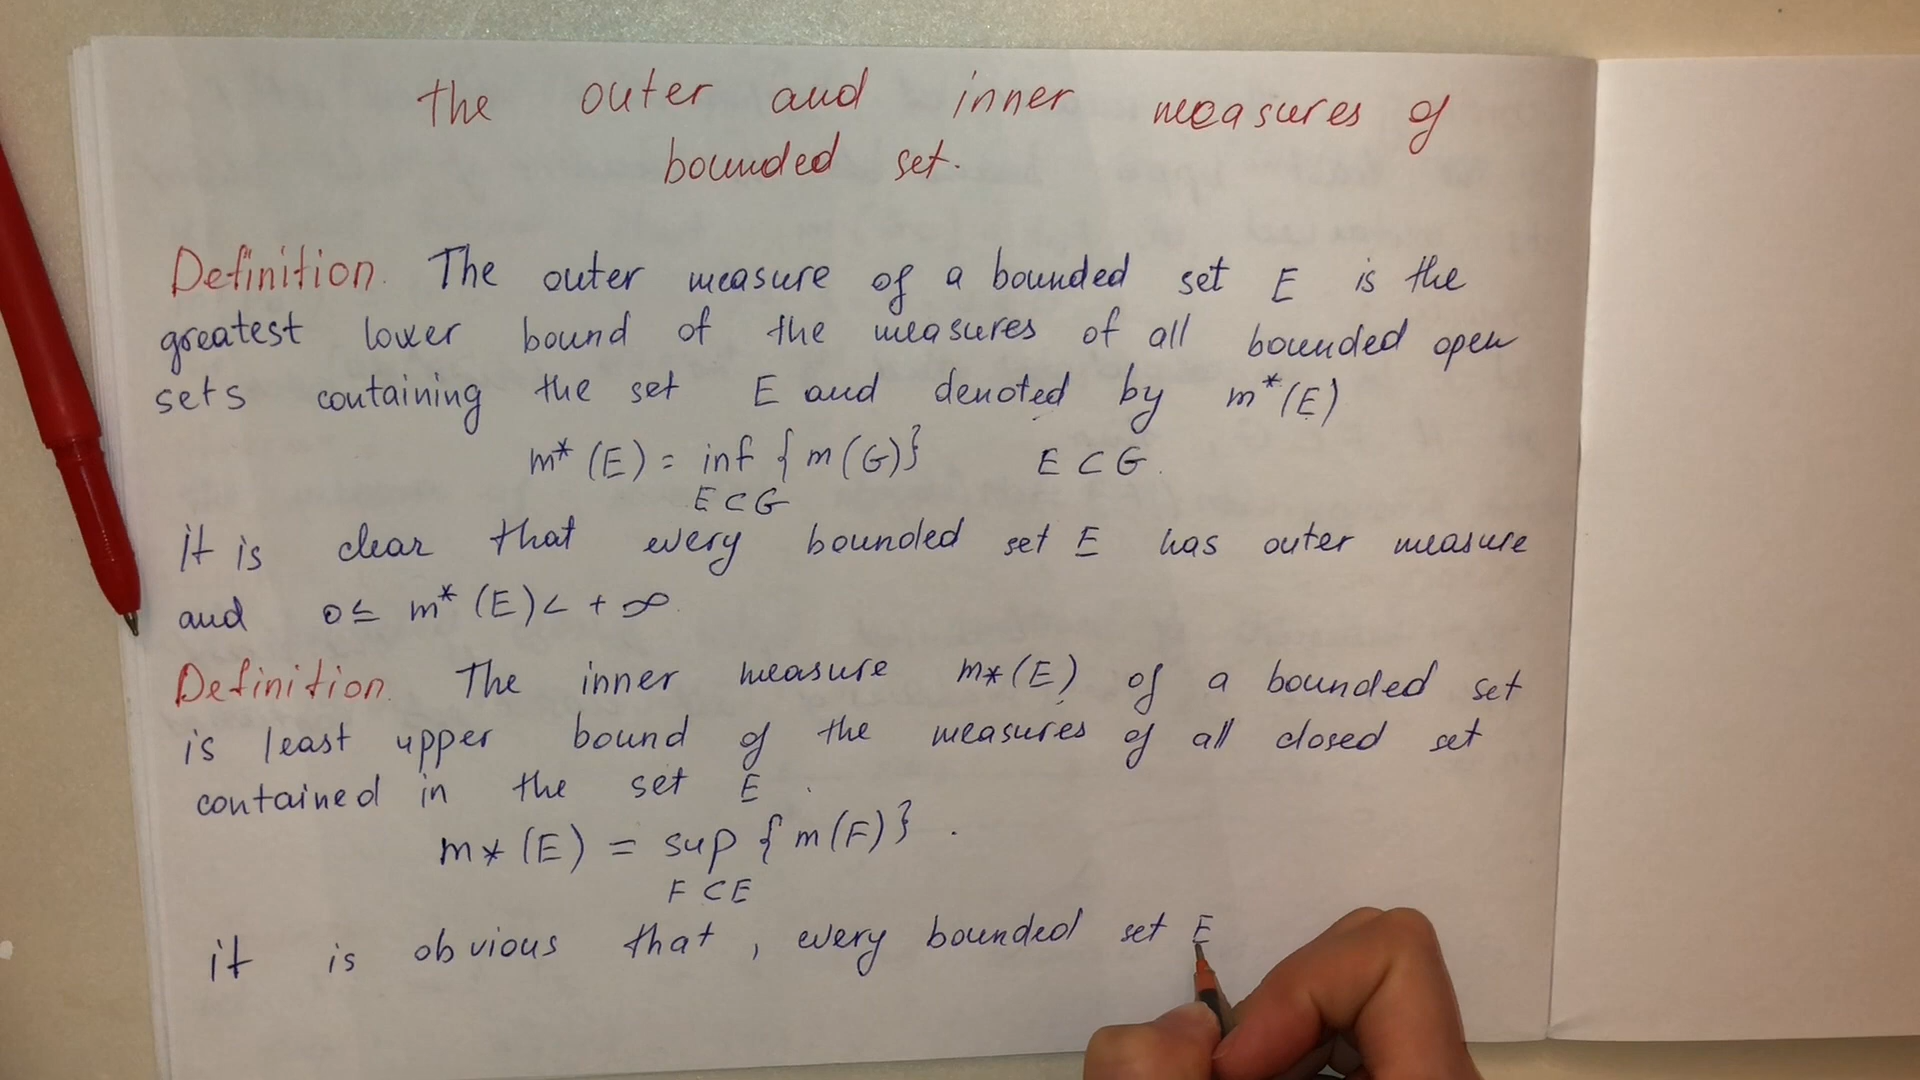 the outer and inner measures of
bounded set.
Definition. The outer measure of a bounded set E is the
greatest lower bound of the measures of all bounded open
sets containing the set E and denoted by m*(E)
m*(E) = inf {m(G)} E ⊂ G.
E ⊂ G
it is clear that every bounded set E has outer measure
and 0 ≤ m*(E) < + ∞.
Definition. The inner measure m⁎(E) of a bounded set
is least upper bound of the measures of all closed set
contained in the set E.
m⁎(E) = sup {m(F)}.
F ⊂ E
it is obvious that, every bounded set E